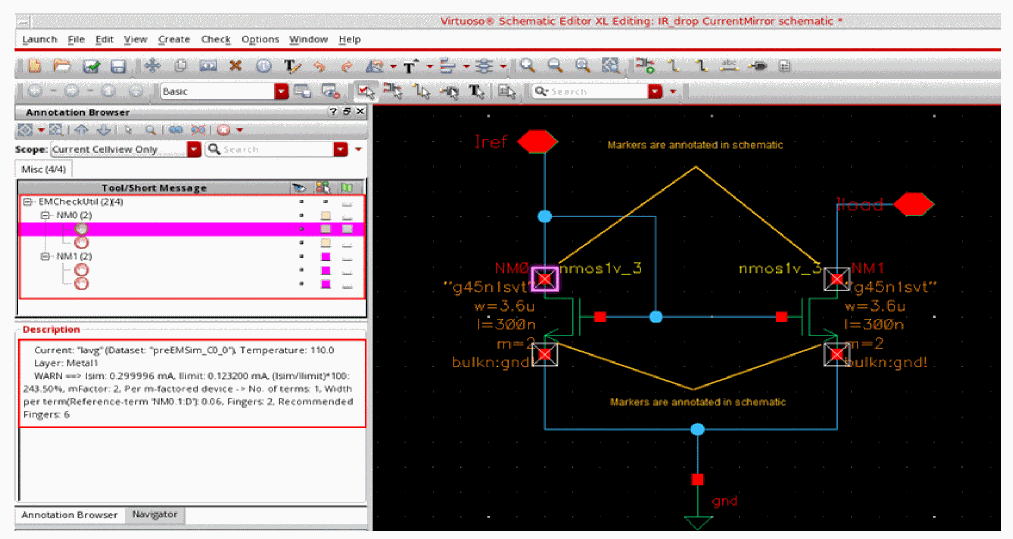 Virtuoso® Schematic Editor XL Editing: IR_drop CurrentMirror schematic *
Launch File Edit View Create Check Options Window Help
Basic
Search
Annotation Browser
Scope: Current Cellview Only
Search
Misc (4/4)
Tool/Short Message
EMCheckUtil (2)(4)
NM0 (2)
NM1 (2)
Description
Current: "Iavg" (Dataset: "preEMSim_C0_0"), Temperature: 110.0
Layer: Metal1
WARN ==> Isim: 0.299996 mA, Ilimit: 0.123200 mA, (Isim/Ilimit)*100:
243.50%, mFactor: 2, Per m-factored device -> No. of terms: 1, Width
per term(Reference-term "NM0.1:D"): 0.06, Fingers: 2, Recommended
Fingers: 6
Annotation Browser Navigator
Iref
Markers are annotated in schematic
Iload
NM0 nmos1v_3
"g45n1svt"
w=3.6u
l=300n
m=2
bulkn:gnd!
nmos1v_3 NM1
"g45n1svt"
w=3.6u
l=300n
m=2
bulkn:gnd!
Markers are annotated in schematic
gnd